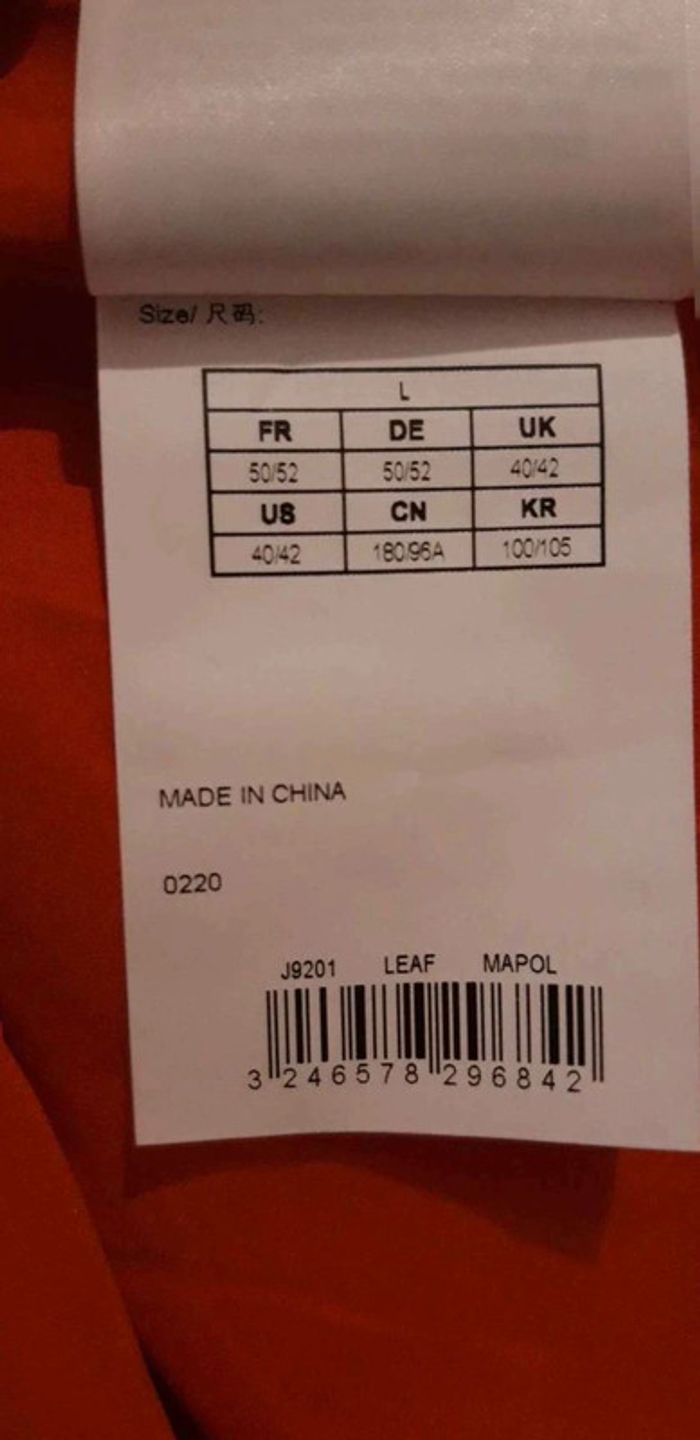 Size/ 尺码:
L
FR DE UK
50/52 50/52 40/42
US CN KR
40/42 180/96A 100/105
MADE IN CHINA
0220
J9201 LEAF MAPOL
3 246578 296842